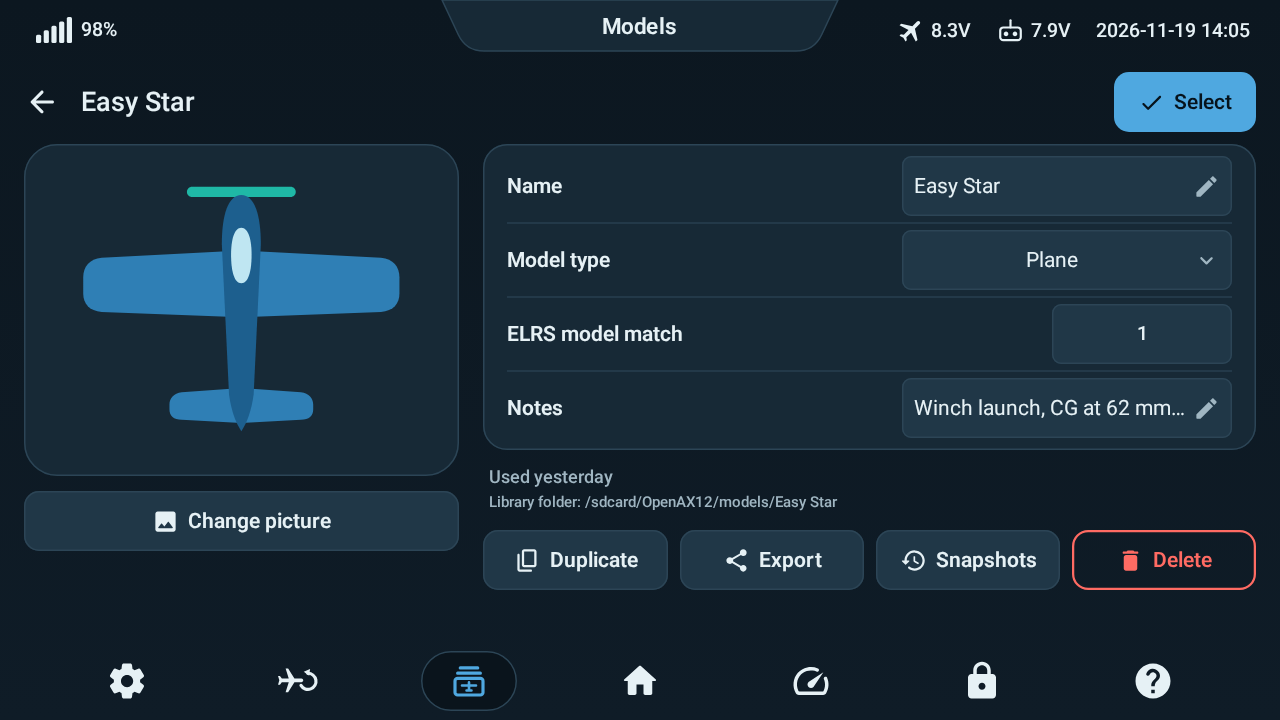 98%
Models
8.3V
7.9V
2026-11-19 14:05
Easy Star
Select
Name
Easy Star
Model type
Plane
ELRS model match
1
Notes
Winch launch, CG at 62 mm...
Used yesterday
Library folder: /sdcard/OpenAX12/models/Easy Star
Change picture
Duplicate
Export
Snapshots
Delete